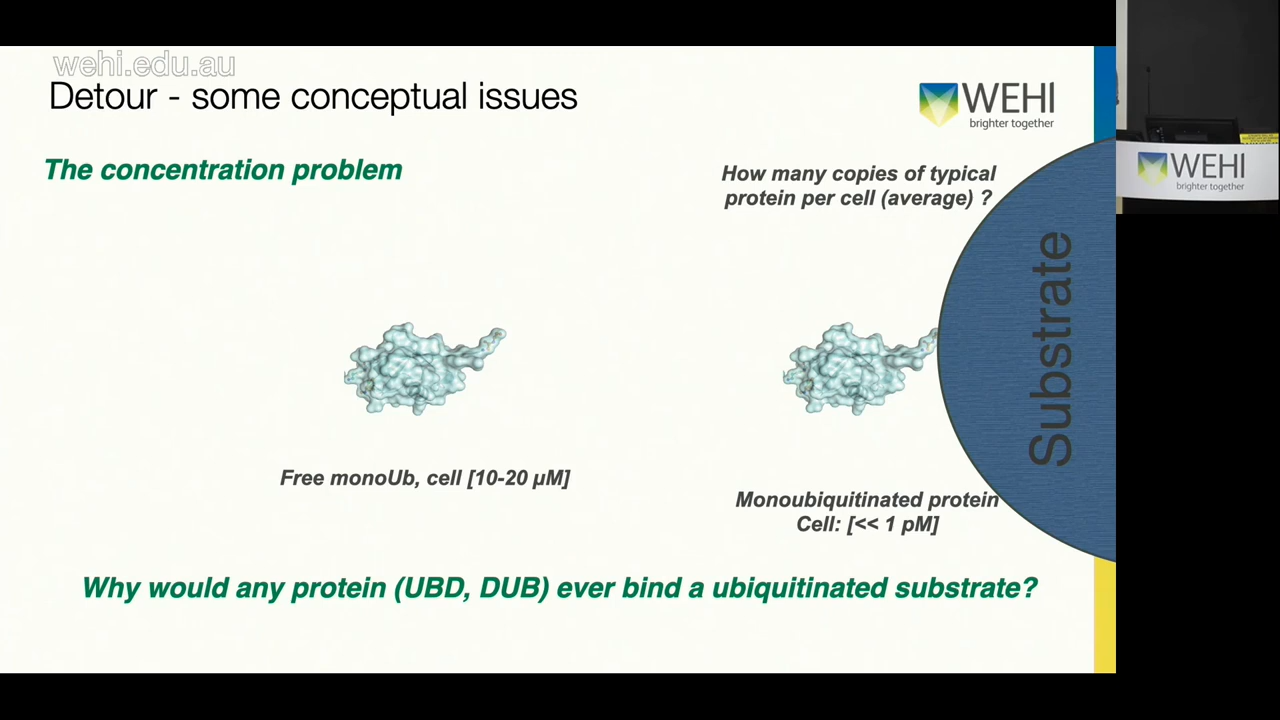 wehi.edu.au
Detour - some conceptual issues
WEHI
brighter together
The concentration problem
How many copies of typical
protein per cell (average) ?
Substrate
Free monoUb, cell [10-20 µM]
Monoubiquitinated protein
Cell: [<< 1 pM]
Why would any protein (UBD, DUB) ever bind a ubiquitinated substrate?
WEHI
brighter together